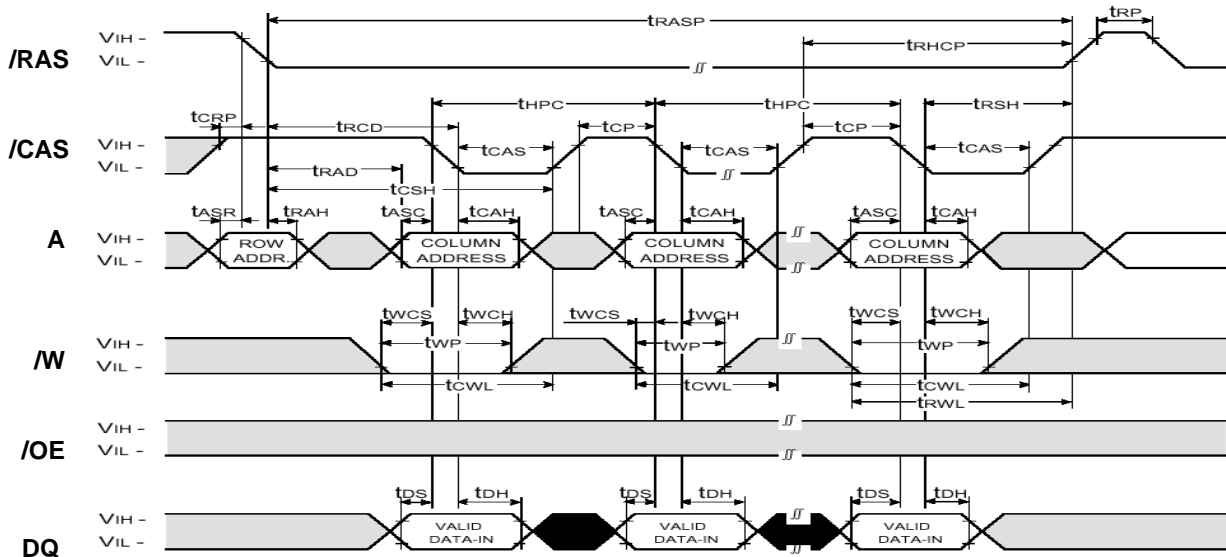 tRASP
tRP
VIH –
tRHCP
/RAS
VIL –
tHPC tHPC tRSH
tCRP tRCD tCP tCP
/CAS
VIH –
tCAS tCAS tCAS
VIL –
tRAD
tCSH
tASR tRAH tASC tCAH tASC tCAH tASC tCAH
A
VIH –
VIL –
ROW ADDR. COLUMN ADDRESS COLUMN ADDRESS COLUMN ADDRESS
tWCS tWCH tWCS tWCH tWCS tWCH
/W
VIH –
tWP tWP tWP
VIL –
tCWL tCWL tCWL
tRWL
/OE
VIH –
VIL –
tDS tDH tDS tDH tDS tDH
VIH –
VALID DATA-IN VALID DATA-IN VALID DATA-IN
VIL –
DQ